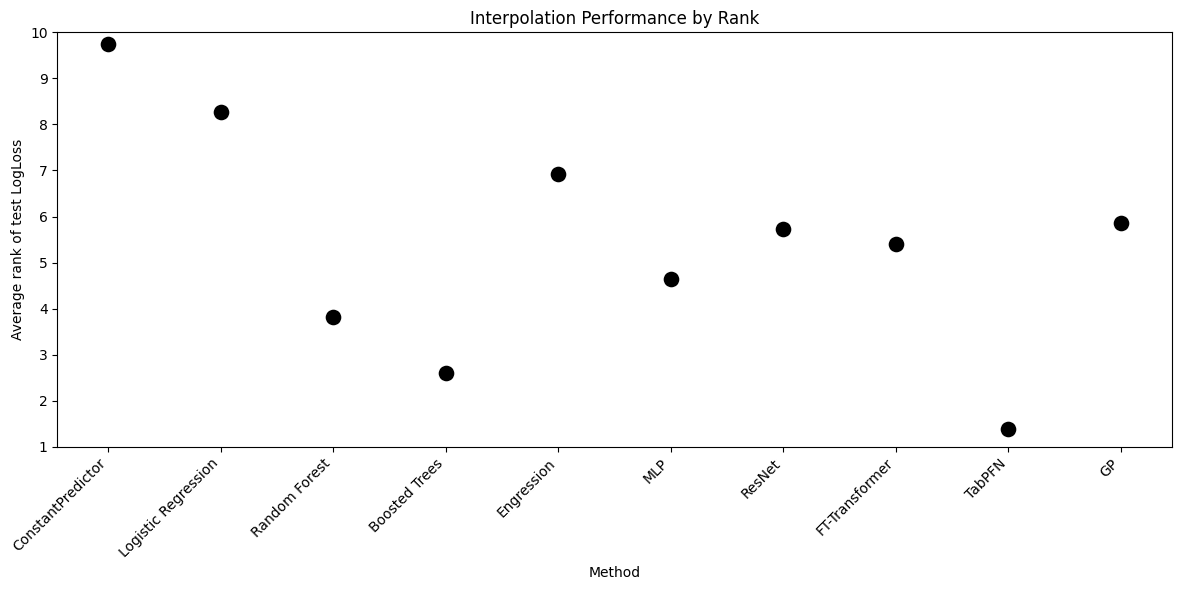 Interpolation Performance by Rank
Average rank of test LogLoss
10
9
8
7
6
5
4
3
2
1
ConstantPredictor
Logistic Regression
Random Forest
Boosted Trees
Engression
MLP
ResNet
FT-Transformer
TabPFN
GP
Method